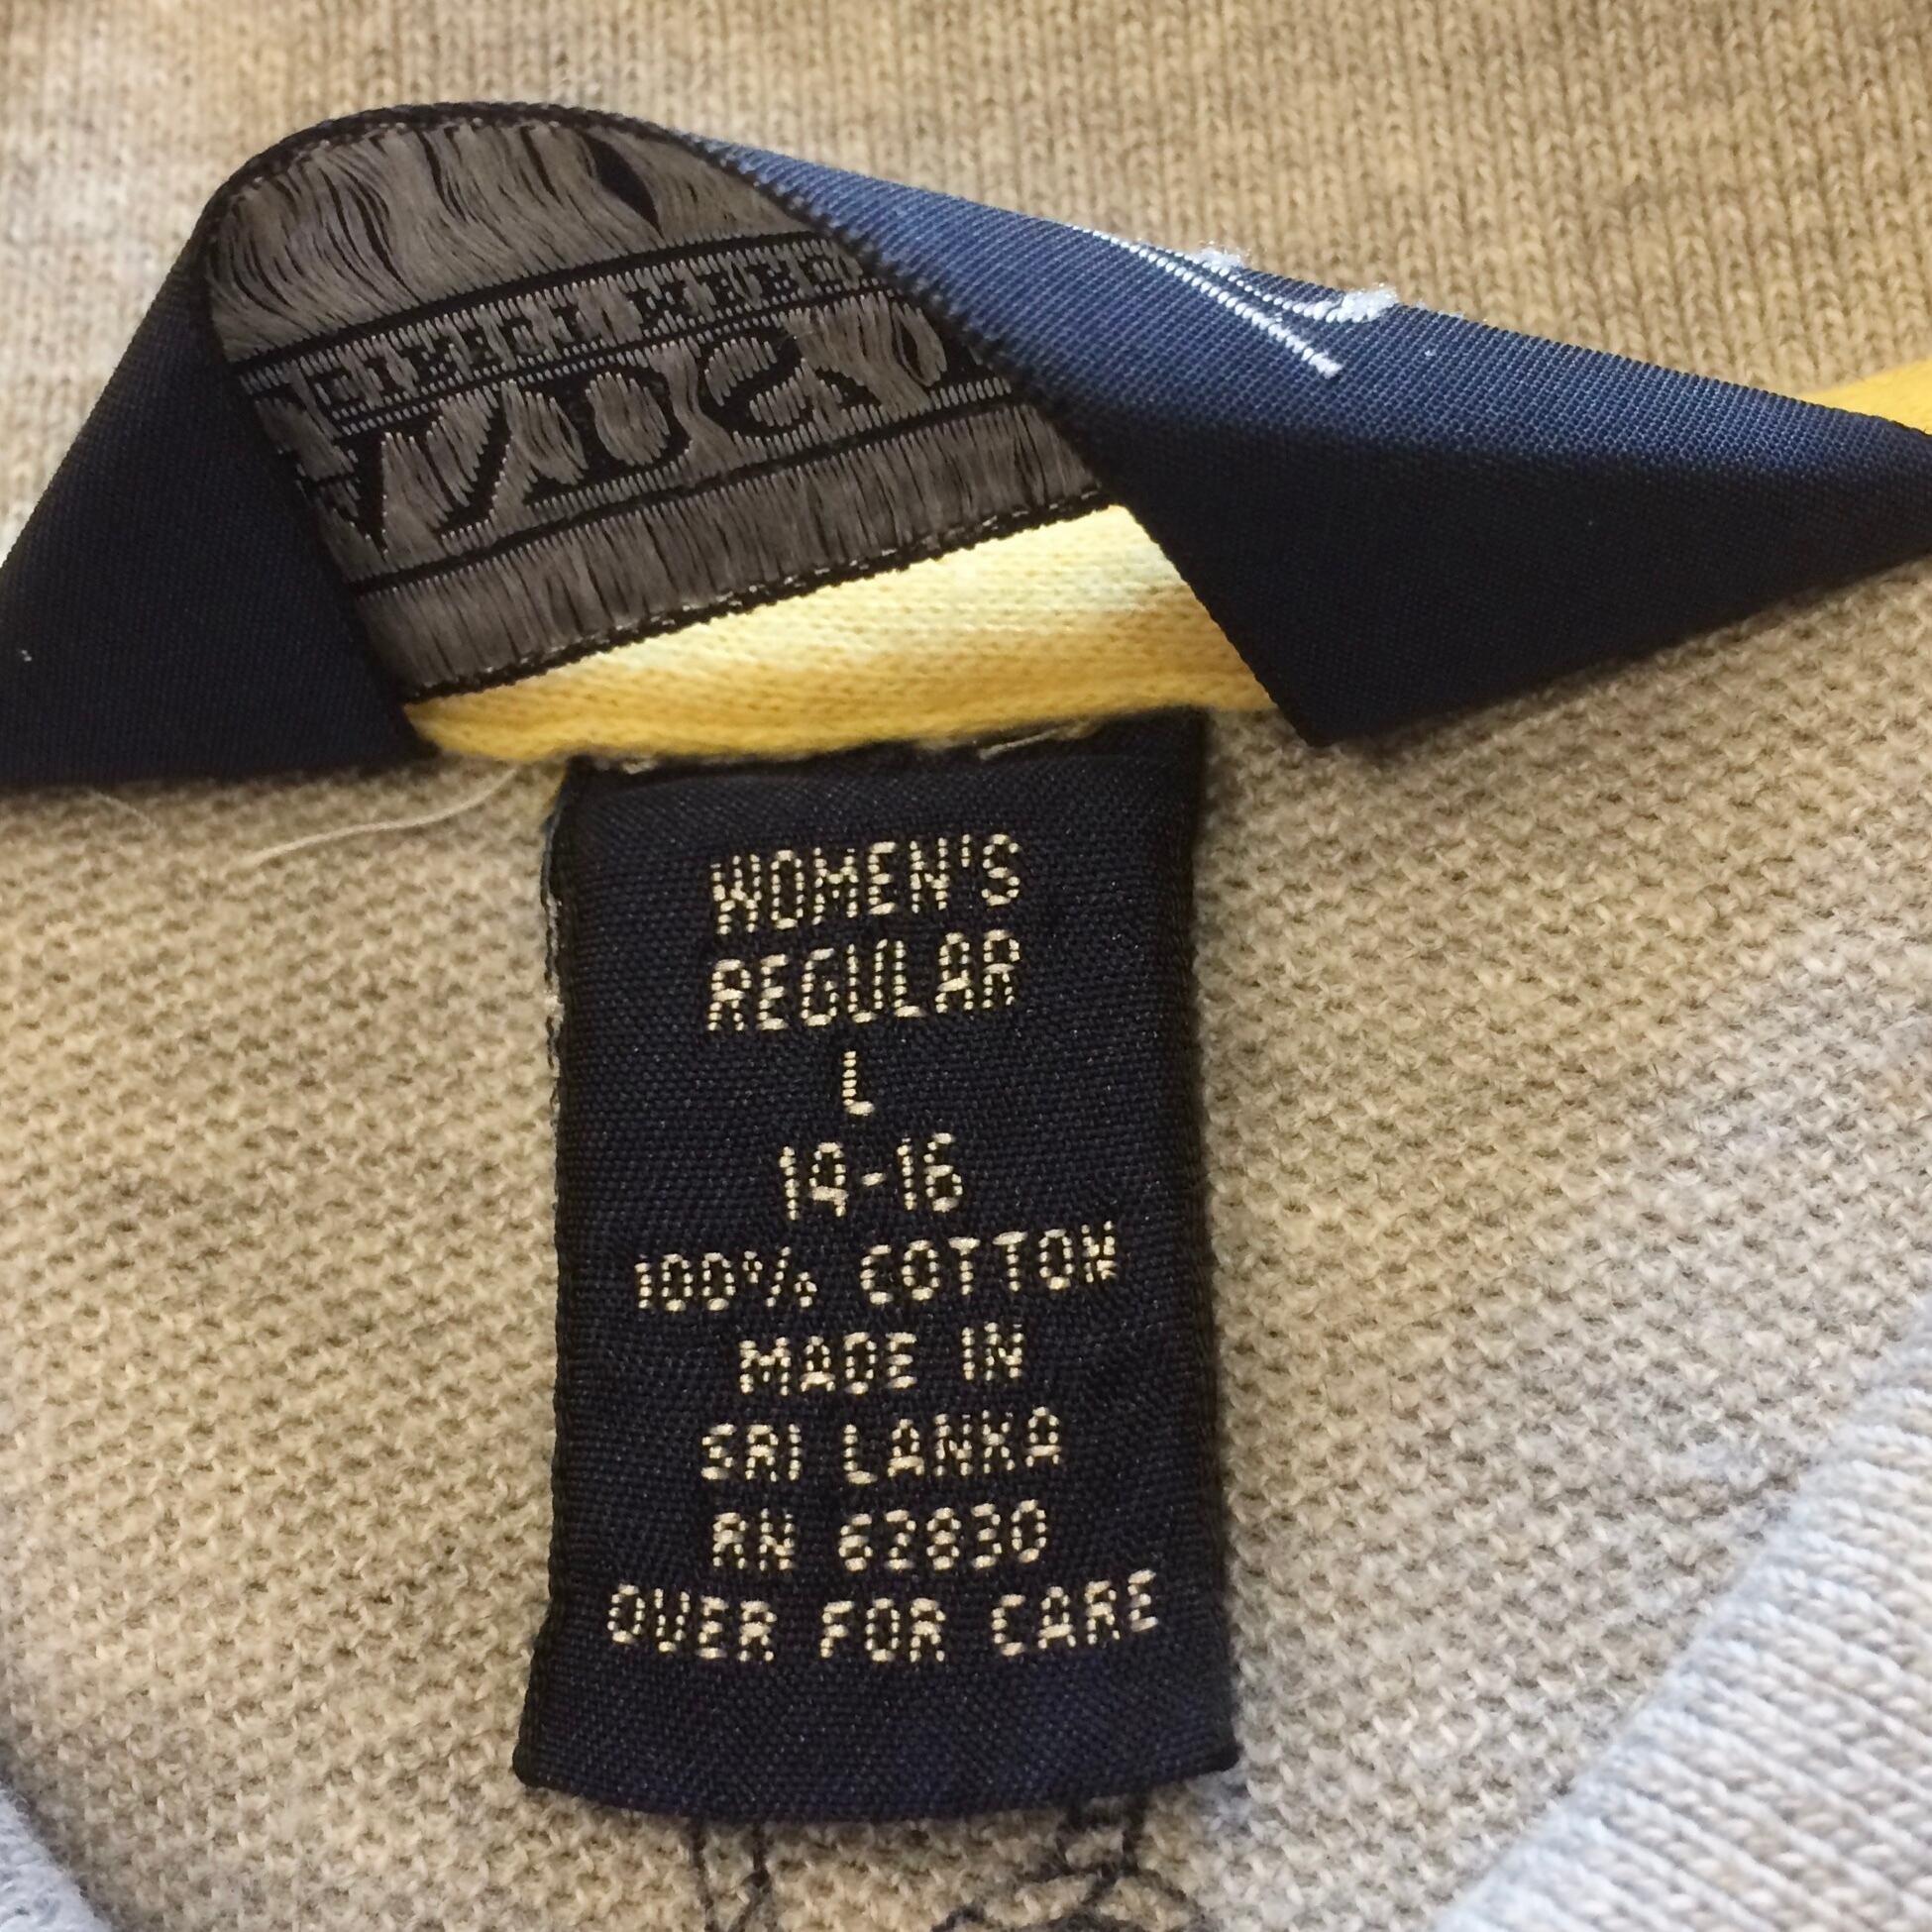 WOMEN'S
REGULAR
L
14-16
100% COTTON
MADE IN
SRI LANKA
RN 62830
OVER FOR CARE